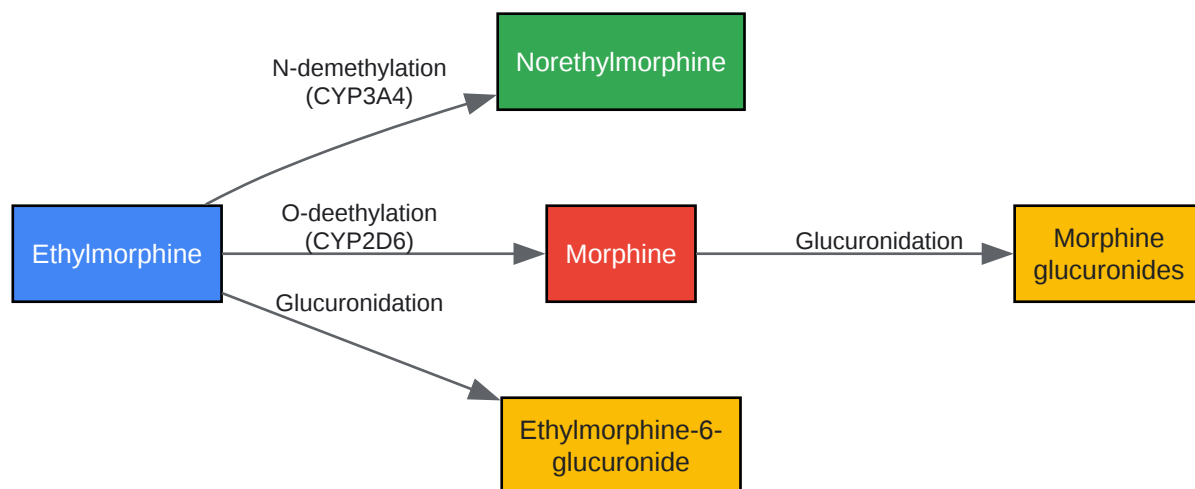 Norethylmorphine
N-demethylation
(CYP3A4)
O-deethylation
(CYP2D6)
Ethylmorphine
Morphine
Glucuronidation
Morphine
glucuronides
Glucuronidation
Ethylmorphine-6-
glucuronide